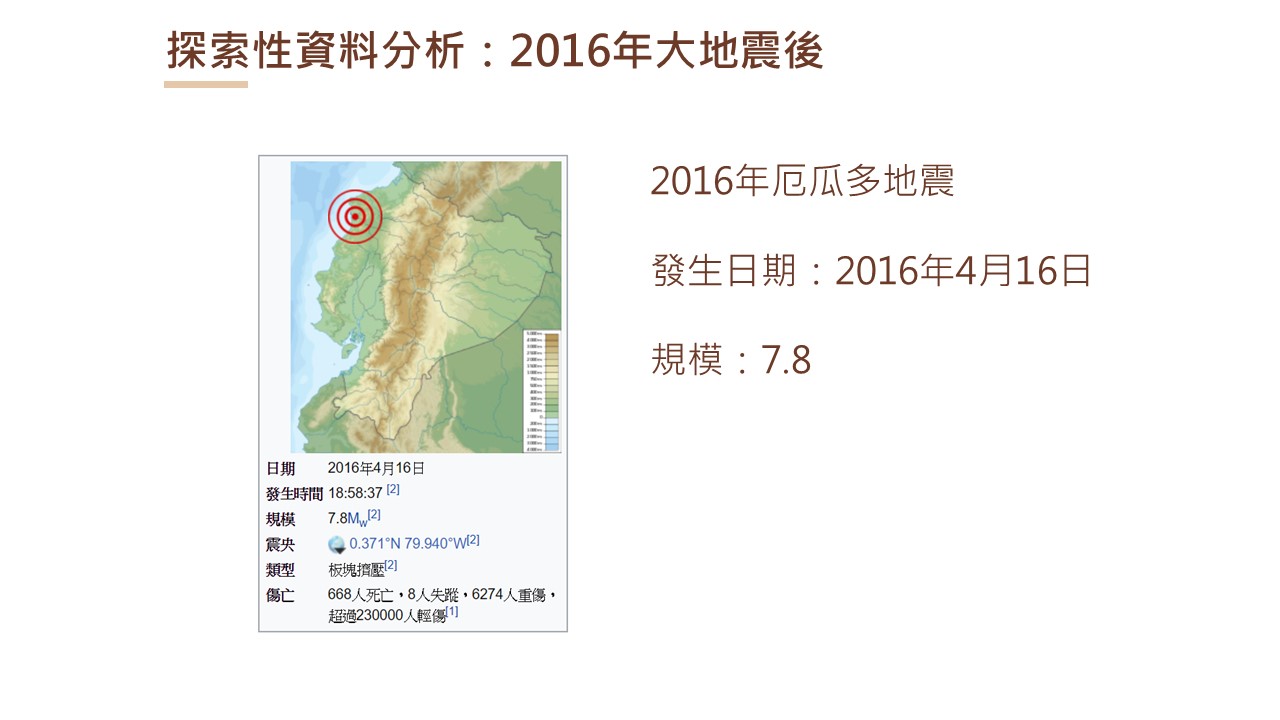 探索性資料分析：2016年大地震後
2016年厄瓜多地震
發生日期：2016年4月16日
規模：7.8
日期 2016年4月16日
發生時間 18:58:37 [2]
規模 7.8Mw[2]
震央 0.371°N 79.940°W[2]
類型 板塊擠壓[2]
傷亡 668人死亡，8人失蹤，6274人重傷，
超過230000人輕傷[1]